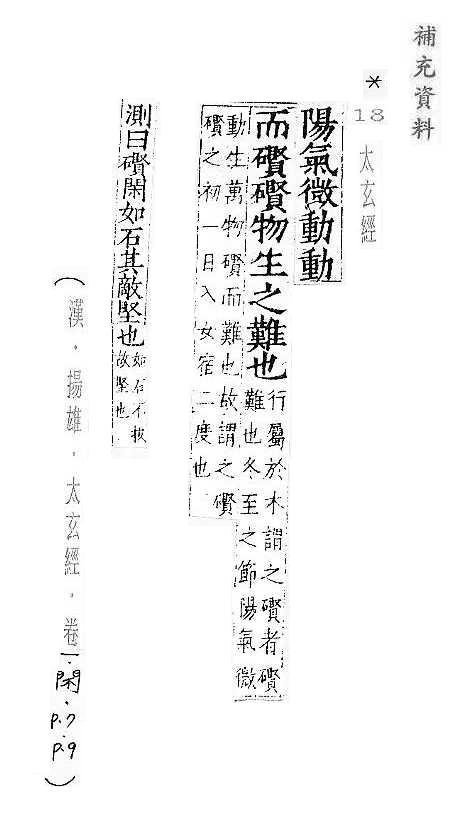 補充資料
* 18 太玄經
陽氣微動動
而礥礥物生之難也
行屬於木謂之礥者礥
難也冬至之節陽氣微
動生萬物礥而難也故謂之礥
礥之初一日入女宿二度也
測曰礥閑如石其敵堅也
如石不拔
故堅也
(漢．揚雄．太玄經．卷一．閑．p.7 p.9)